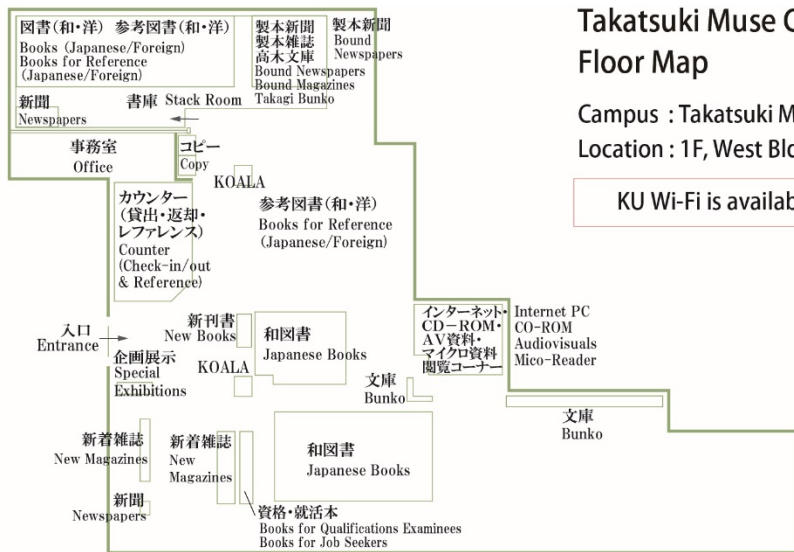 Takatsuki Muse C
Floor Map
Campus : Takatsuki M
Location : 1F, West Bld
KU Wi-Fi is availab
図書(和・洋) 参考図書(和・洋)
Books (Japanese/Foreign)
Books for Reference
(Japanese/Foreign)
製本新聞
製本雑誌
高木文庫
Bound Newspapers
Bound Magazines
Takagi Bunko
製本新聞
Bound
Newspapers
新聞
Newspapers
書庫 Stack Room
事務室
Office
コピー
Copy
KOALA
カウンター
(貸出・返却・
レファレンス)
Counter
(Check-in/out
& Reference)
参考図書(和・洋)
Books for Reference
(Japanese/Foreign)
入口
Entrance
新刊書
New Books
和図書
Japanese Books
インターネット・
CD-ROM・
AV資料・
マイクロ資料
閲覧コーナー
Internet PC
CO-ROM
Audiovisuals
Mico-Reader
企画展示
Special
Exhibitions
KOALA
文庫
Bunko
文庫
Bunko
新着雑誌
New Magazines
新着雑誌
New
Magazines
和図書
Japanese Books
新聞
Newspapers
資格・就活本
Books for Qualifications Examinees
Books for Job Seekers